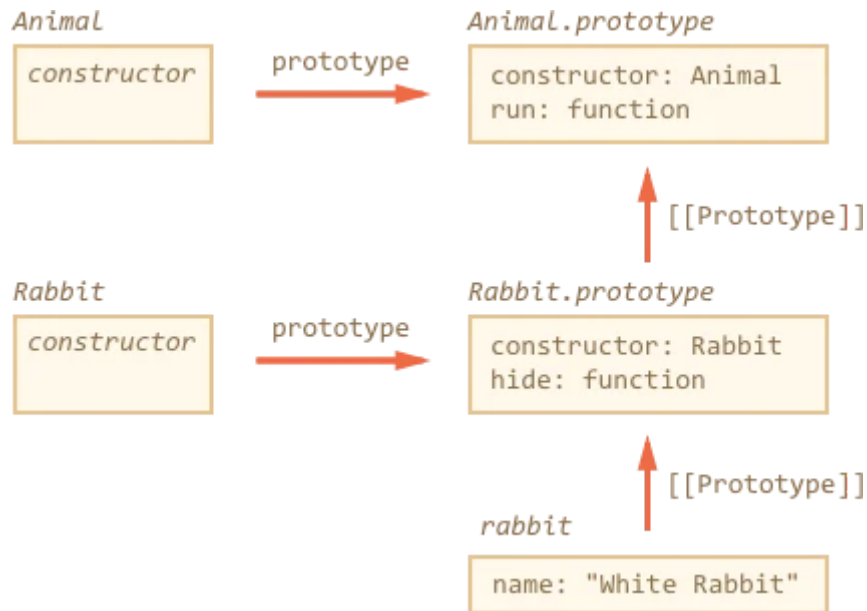 Animal
Animal.prototype
constructor
prototype
constructor: Animal
run: function
[[Prototype]]
Rabbit
Rabbit.prototype
constructor
prototype
constructor: Rabbit
hide: function
[[Prototype]]
rabbit
name: "White Rabbit"